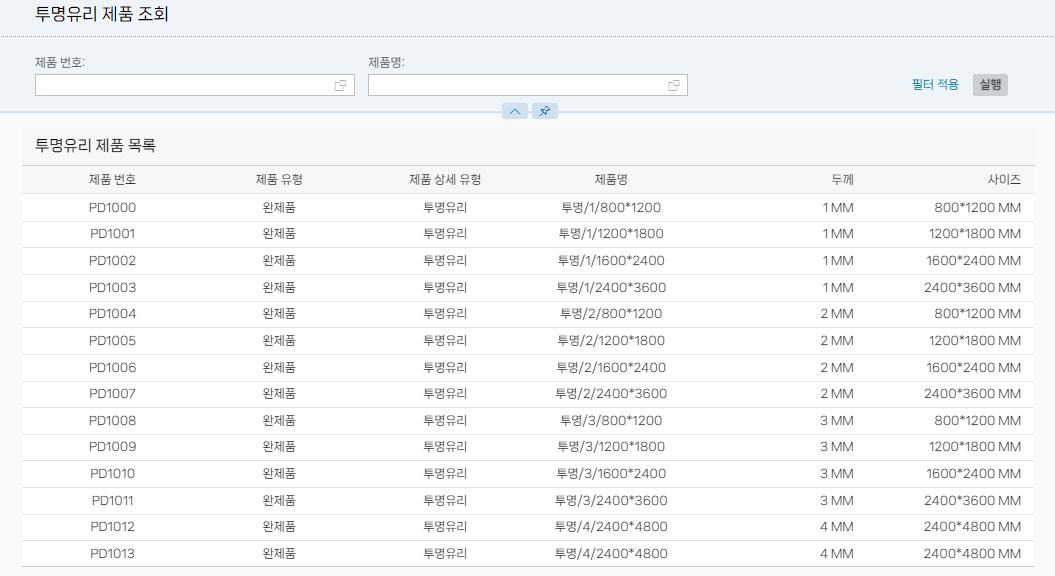 투명유리 제품 조회
제품 번호: 제품명:
필터 적용 실행
투명유리 제품 목록
제품 번호 제품 유형 제품 상세 유형 제품명 두께 사이즈
PD1000 완제품 투명유리 투명/1/800*1200 1 MM 800*1200 MM
PD1001 완제품 투명유리 투명/1/1200*1800 1 MM 1200*1800 MM
PD1002 완제품 투명유리 투명/1/1600*2400 1 MM 1600*2400 MM
PD1003 완제품 투명유리 투명/1/2400*3600 1 MM 2400*3600 MM
PD1004 완제품 투명유리 투명/2/800*1200 2 MM 800*1200 MM
PD1005 완제품 투명유리 투명/2/1200*1800 2 MM 1200*1800 MM
PD1006 완제품 투명유리 투명/2/1600*2400 2 MM 1600*2400 MM
PD1007 완제품 투명유리 투명/2/2400*3600 2 MM 2400*3600 MM
PD1008 완제품 투명유리 투명/3/800*1200 3 MM 800*1200 MM
PD1009 완제품 투명유리 투명/3/1200*1800 3 MM 1200*1800 MM
PD1010 완제품 투명유리 투명/3/1600*2400 3 MM 1600*2400 MM
PD1011 완제품 투명유리 투명/3/2400*3600 3 MM 2400*3600 MM
PD1012 완제품 투명유리 투명/4/2400*4800 4 MM 2400*4800 MM
PD1013 완제품 투명유리 투명/4/2400*4800 4 MM 2400*4800 MM